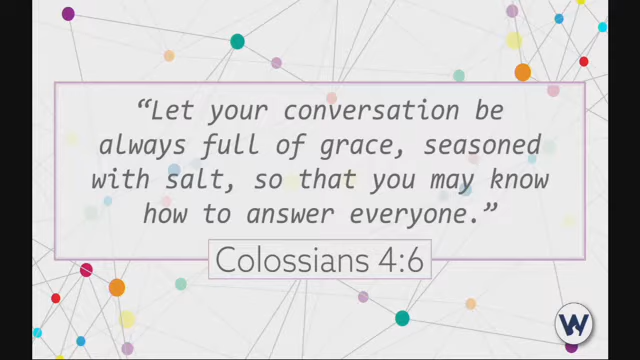 “Let your conversation be
always full of grace, seasoned
with salt, so that you may know
how to answer everyone.”
Colossians 4:6
W